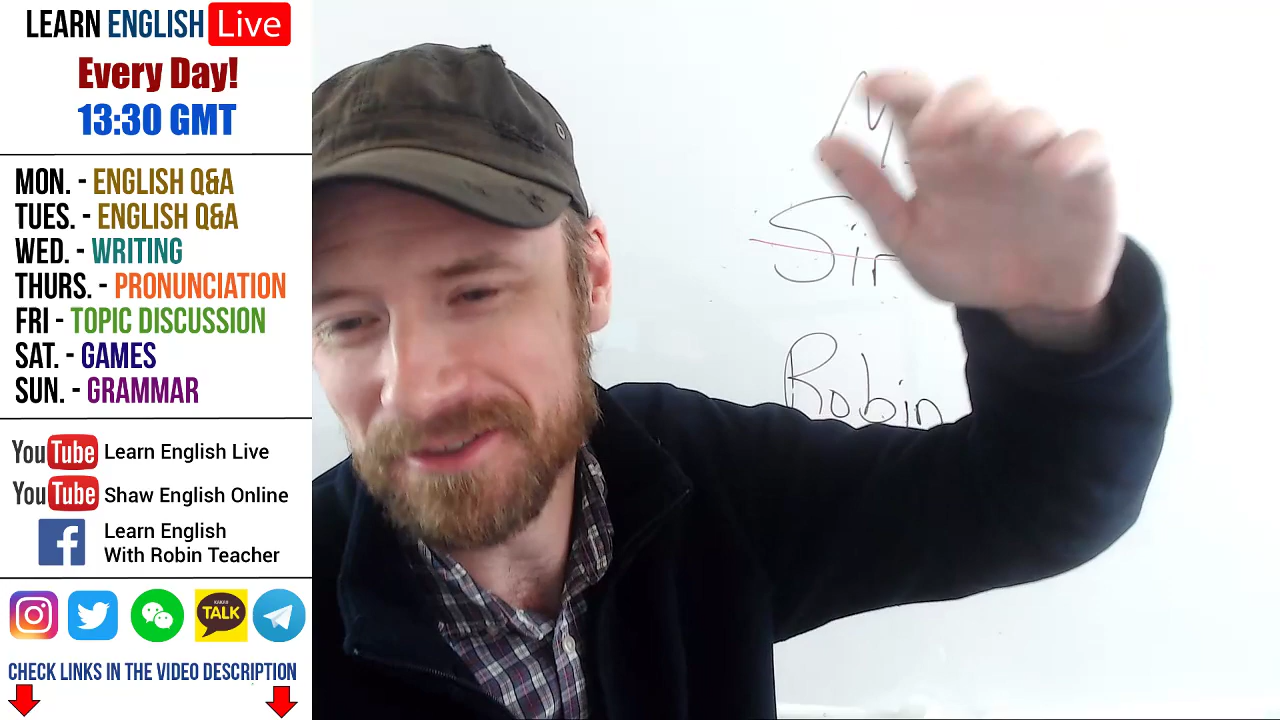 LEARN ENGLISH Live
Every Day!
13:30 GMT
MON. - ENGLISH Q&A
TUES. - ENGLISH Q&A
WED. - WRITING
THURS. - PRONUNCIATION
FRI - TOPIC DISCUSSION
SAT. - GAMES
SUN. - GRAMMAR
YouTube Learn English Live
YouTube Shaw English Online
f Learn English
With Robin Teacher
KAKAO
TALK
CHECK LINKS IN THE VIDEO DESCRIPTION
Sir
Robin